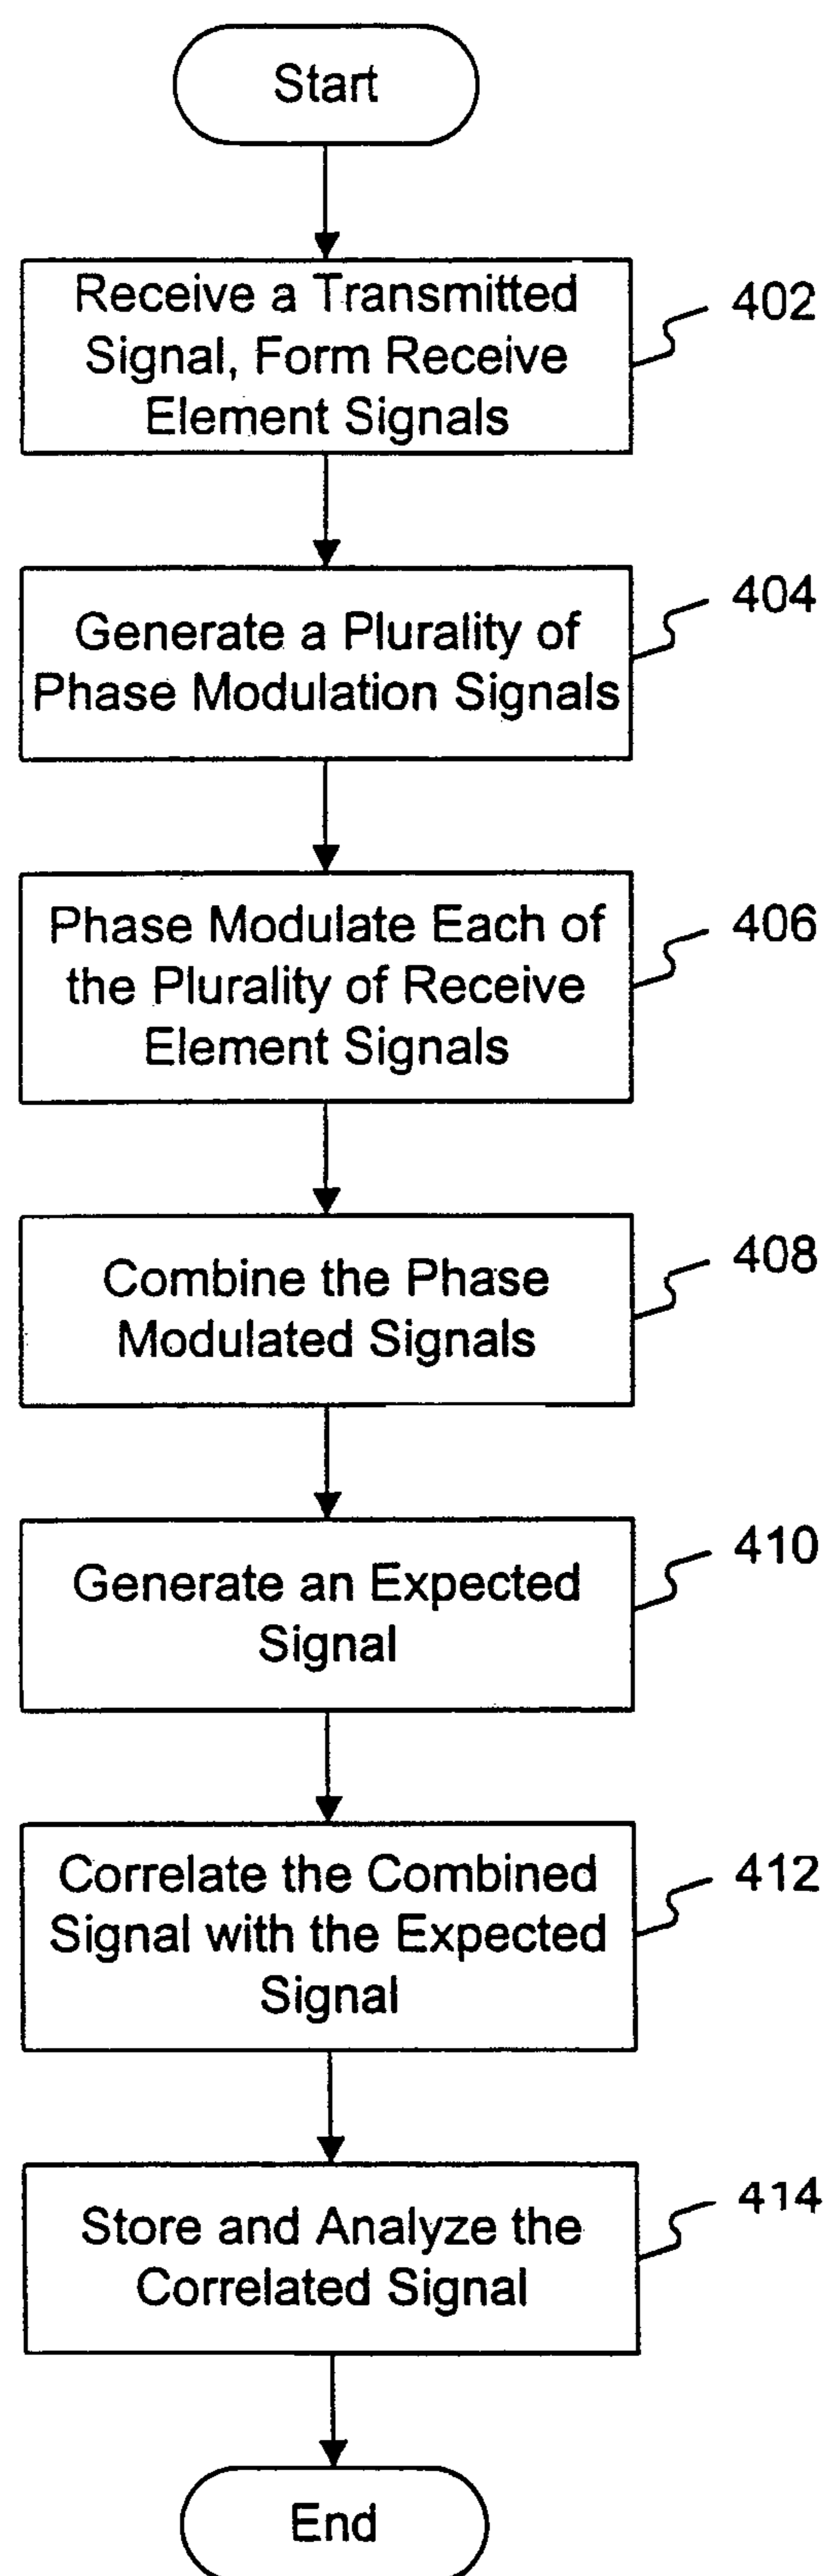 Start
Receive a Transmitted
Signal, Form Receive
Element Signals
402
Generate a Plurality of
Phase Modulation Signals
404
Phase Modulate Each of
the Plurality of Receive
Element Signals
406
Combine the Phase
Modulated Signals
408
Generate an Expected
Signal
410
Correlate the Combined
Signal with the Expected
Signal
412
Store and Analyze the
Correlated Signal
414
End